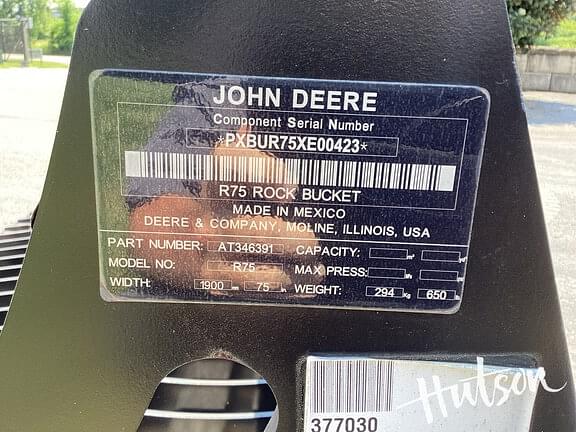 JOHN DEERE
Component Serial Number
*PXBUR75XE00423*
R75 ROCK BUCKET
MADE IN MEXICO
DEERE & COMPANY, MOLINE, ILLINOIS, USA
PART NUMBER: AT346391 CAPACITY:
MODEL NO: R75 MAX PRESS:
WIDTH: 1900 75 WEIGHT: 294 kg 650
377030
Hutson